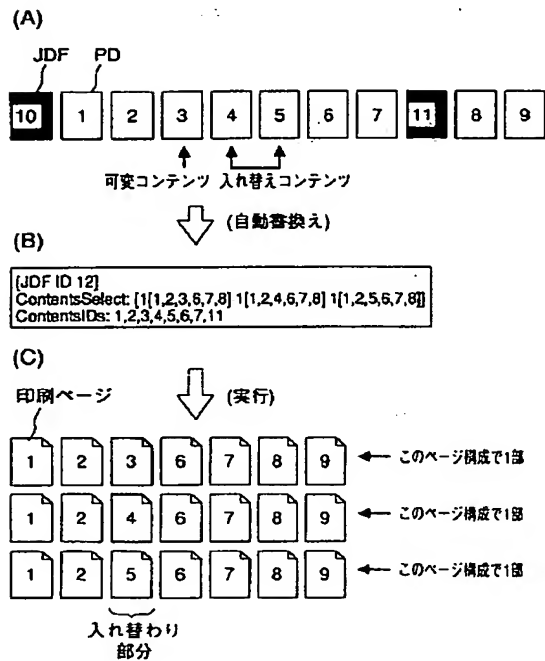 (A)
JDF PD
10 1 2 3 4 5 6 7 11 8 9
可変コンテンツ 入れ替えコンテンツ
(自動書換え)
(B)
[JDF ID 12]
ContentsSelect: [1[1,2,3,6,7,8] 1[1,2,4,6,7,8] 1[1,2,5,6,7,8]]
ContentsIDs: 1,2,3,4,5,6,7,11
(C)
印刷ページ (実行)
1 2 3 6 7 8 9 このページ構成で1部
1 2 4 6 7 8 9 このページ構成で1部
1 2 5 6 7 8 9 このページ構成で1部
入れ替わり
部分